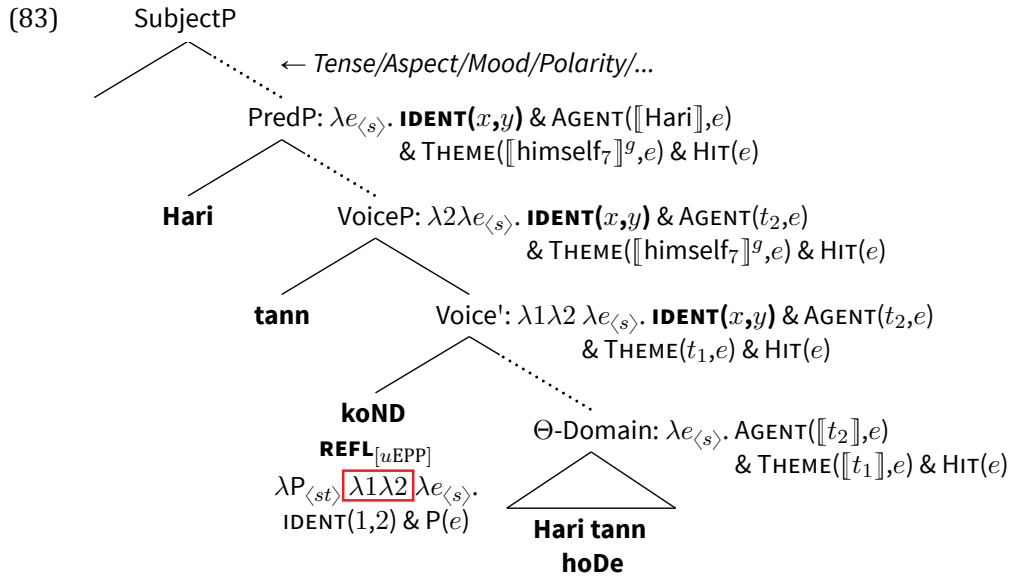 (83) SubjectP
← Tense/Aspect/Mood/Polarity/...
PredP: λe⟨s⟩. IDENT(x,y) & AGENT(⟦Hari⟧,e)
& THEME(⟦himself₇⟧ᵍ,e) & HIT(e)
Hari VoiceP: λ2λe⟨s⟩. IDENT(x,y) & AGENT(t₂,e)
& THEME(⟦himself₇⟧ᵍ,e) & HIT(e)
tann Voice': λ1λ2 λe⟨s⟩. IDENT(x,y) & AGENT(t₂,e)
& THEME(t₁,e) & HIT(e)
koND
REFL[uEPP]
λP⟨st⟩ λ1λ2 λe⟨s⟩.
IDENT(1,2) & P(e)
Θ-Domain: λe⟨s⟩. AGENT(⟦t₂⟧,e)
& THEME(⟦t₁⟧,e) & HIT(e)
Hari tann
hoDe